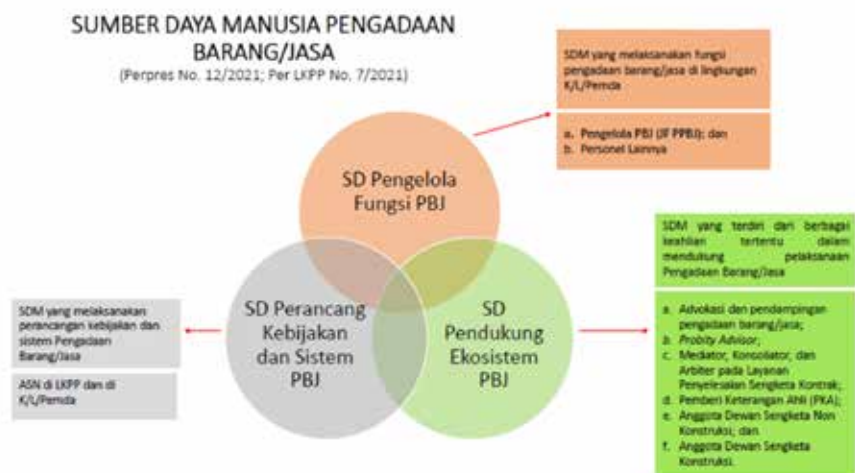 SUMBER DAYA MANUSIA PENGADAAN
BARANG/JASA
(Perpres No. 12/2021; Per LKPP No. 7/2021)
SDM yang melaksanakan fungsi
pengadaan barang/jasa di lingkungan
K/L/Pemda
a. Pengelola PBJ (JF PPBJ); dan
b. Personel Lainnya
SD Pengelola
Fungsi PBJ
SD Perancang
Kebijakan
dan Sistem
PBJ
SD
Pendukung
Ekosistem
PBJ
SDM yang melaksanakan
perancangan kebijakan dan
sistem Pengadaan
Barang/Jasa
ASN di LKPP dan di
K/L/Pemda
SDM yang terdiri dari berbagai
keahlian tertentu dalam
mendukung pelaksanaan
Pengadaan Barang/Jasa
a. Advokasi dan pendampingan
pengadaan barang/jasa;
b. Probity Advisor;
c. Mediator, Konsoliator, dan
Arbiter pada Layanan
Penyelesaian Sengketa Kontrak;
d. Pemberi Keterangan Ahli (PKA);
e. Anggota Dewan Sengketa Non
Konstruksi; dan
f. Anggota Dewan Sengketa
Konstruksi.